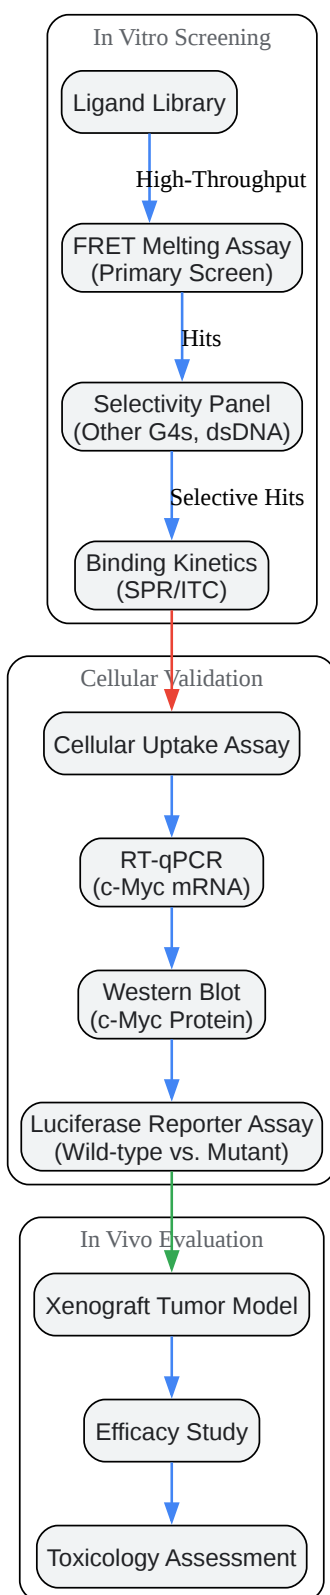 In Vitro Screening
Ligand Library
High-Throughput
FRET Melting Assay
(Primary Screen)
Hits
Selectivity Panel
(Other G4s, dsDNA)
Selective Hits
Binding Kinetics
(SPR/ITC)
Cellular Validation
Cellular Uptake Assay
RT-qPCR
(c-Myc mRNA)
Western Blot
(c-Myc Protein)
Luciferase Reporter Assay
(Wild-type vs. Mutant)
In Vivo Evaluation
Xenograft Tumor Model
Efficacy Study
Toxicology Assessment